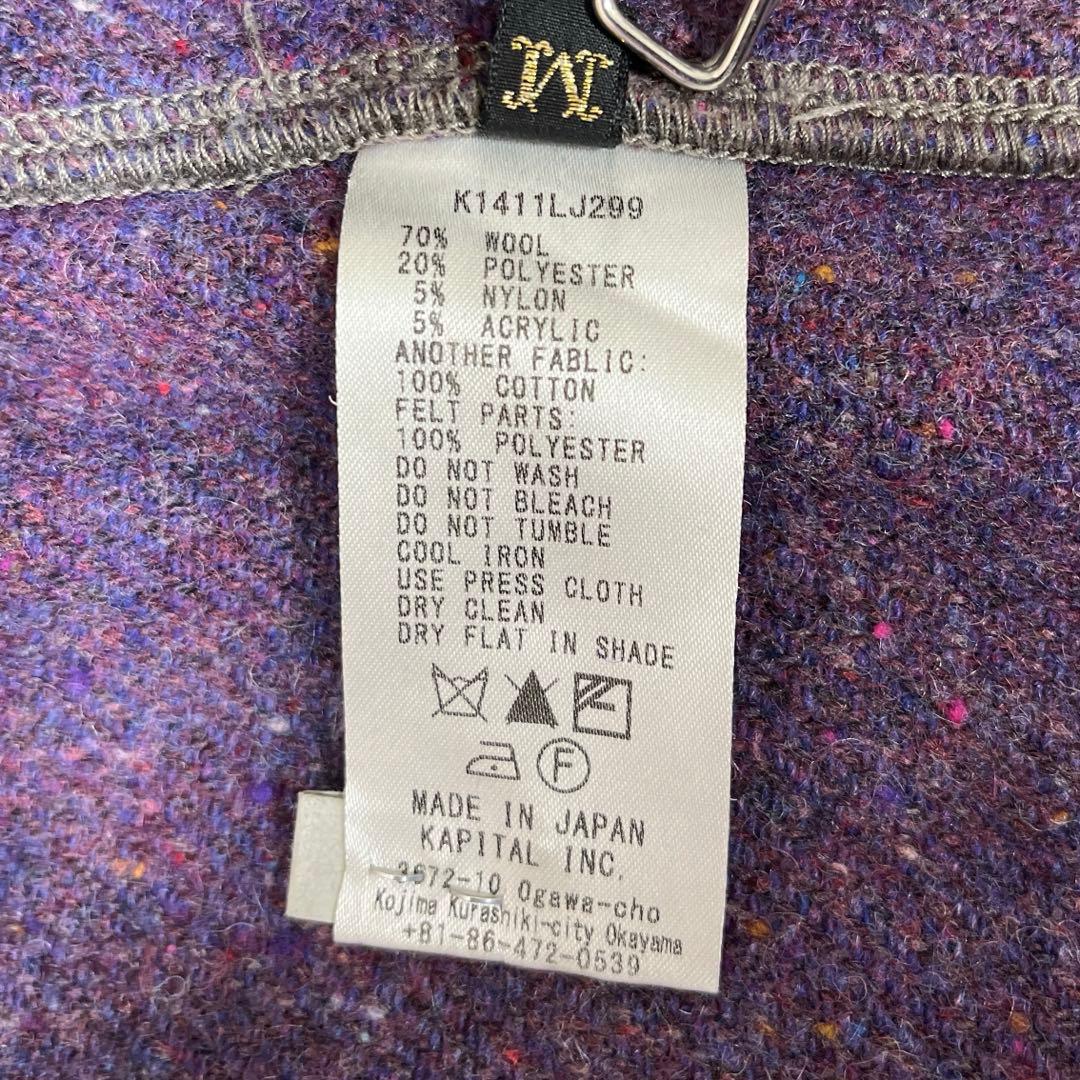 M
K1411LJ299
70% WOOL
20% POLYESTER
5% NYLON
5% ACRYLIC
ANOTHER FABLIC:
100% COTTON
FELT PARTS:
100% POLYESTER
DO NOT WASH
DO NOT BLEACH
DO NOT TUMBLE
COOL IRON
USE PRESS CLOTH
DRY CLEAN
DRY FLAT IN SHADE
F
MADE IN JAPAN
KAPITAL INC.
3672-10 Ogawa-cho
Kojima Kurashiki-city Okayama
+81-86-472-0539